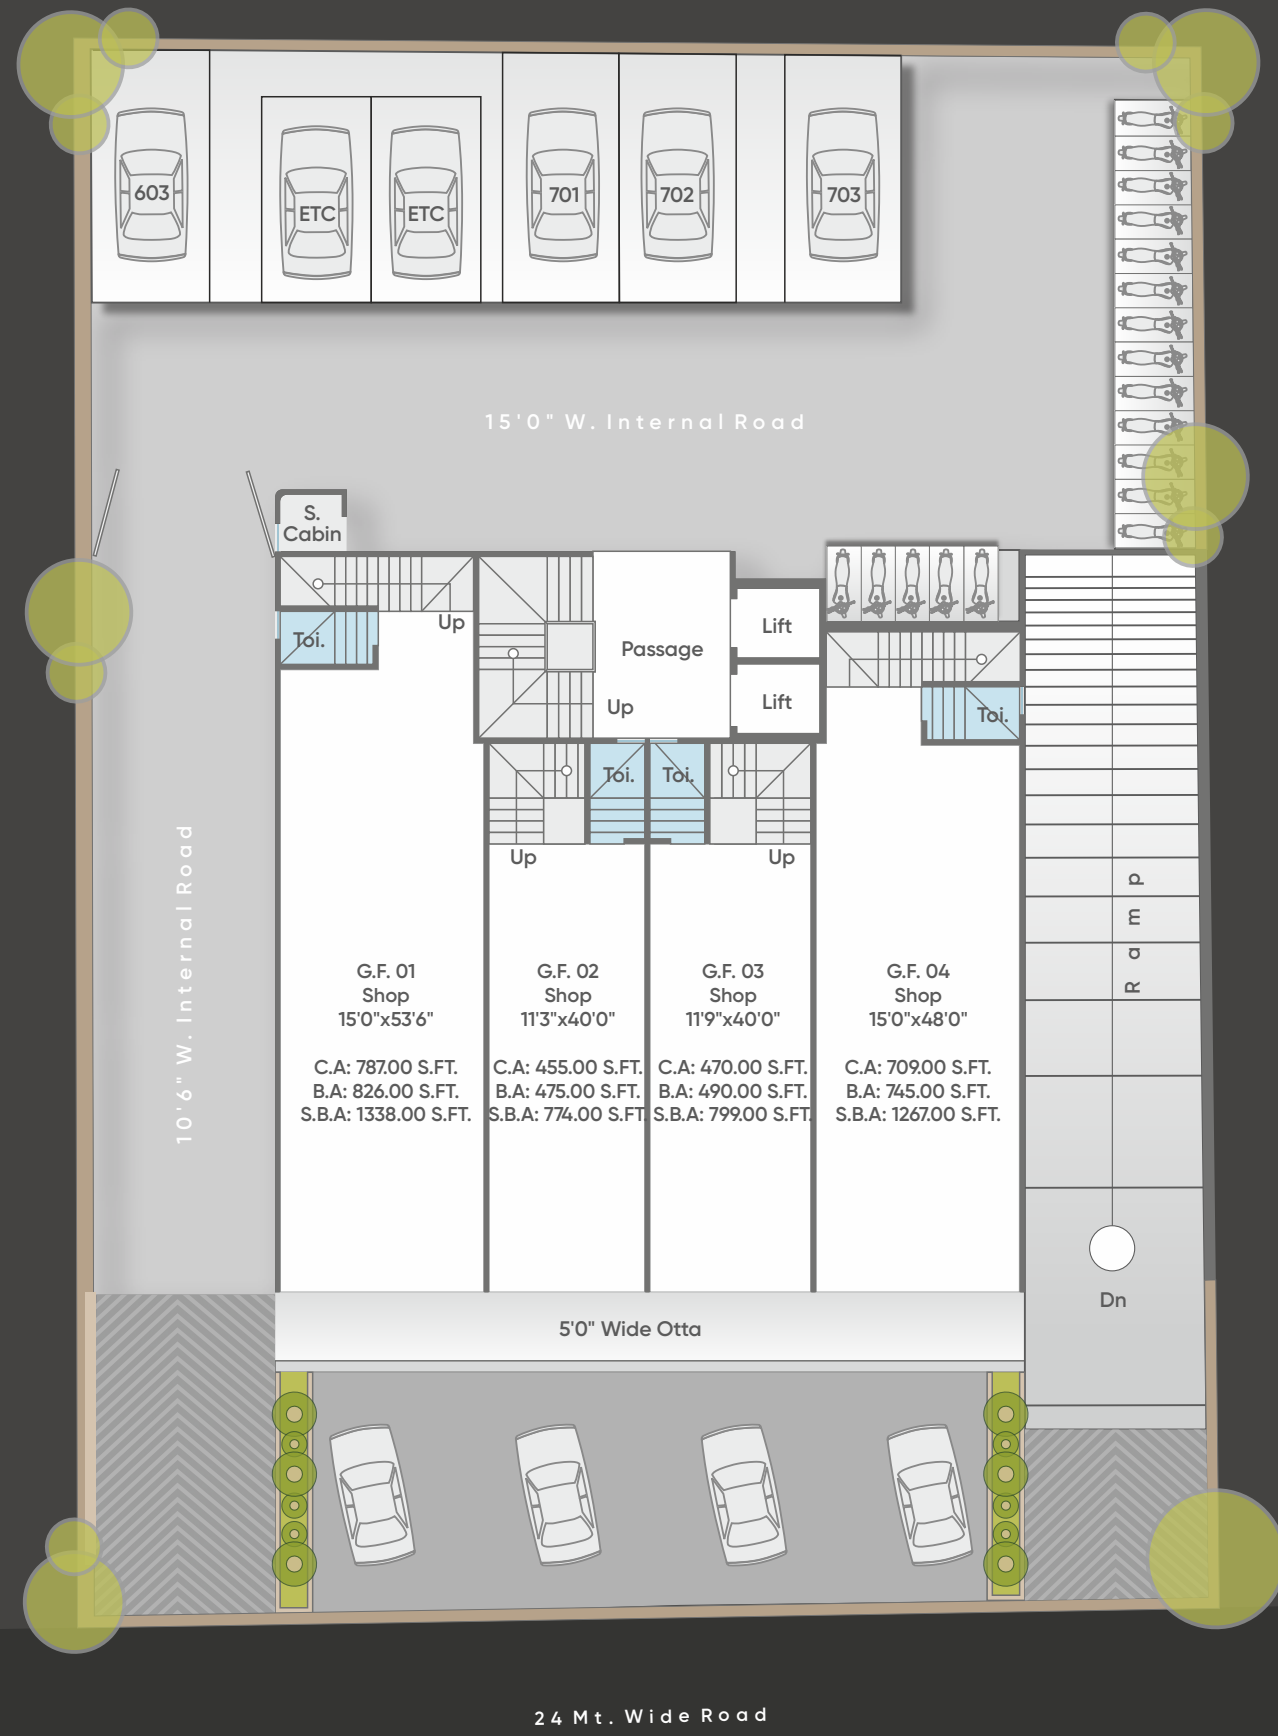 603
ETC
ETC
701
702
703
15'0" W. Internal Road
S.
Cabin
Toi.
Up
Passage
Up
Lift
Lift
Toi.
Toi.
Toi.
Up
Up
10'6" W. Internal Road
Ramp
G.F. 01
Shop
15'0"x53'6"
C.A: 787.00 S.FT.
B.A: 826.00 S.FT.
S.B.A: 1338.00 S.FT.
G.F. 02
Shop
11'3"x40'0"
C.A: 455.00 S.FT.
B.A: 475.00 S.FT.
S.B.A: 774.00 S.FT.
G.F. 03
Shop
11'9"x40'0"
C.A: 470.00 S.FT.
B.A: 490.00 S.FT.
S.B.A: 799.00 S.FT.
G.F. 04
Shop
15'0"x48'0"
C.A: 709.00 S.FT.
B.A: 745.00 S.FT.
S.B.A: 1267.00 S.FT.
Dn
5'0" Wide Otta
24 Mt. Wide Road